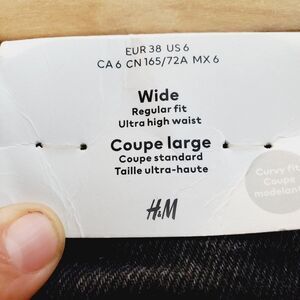 EUR 38 US 6
CA 6 CN 165/72A MX 6
Wide
Regular fit
Ultra high waist
Coupe large
Coupe standard
Taille ultra-haute
Curvy fit
Coupe
modelant
H&M